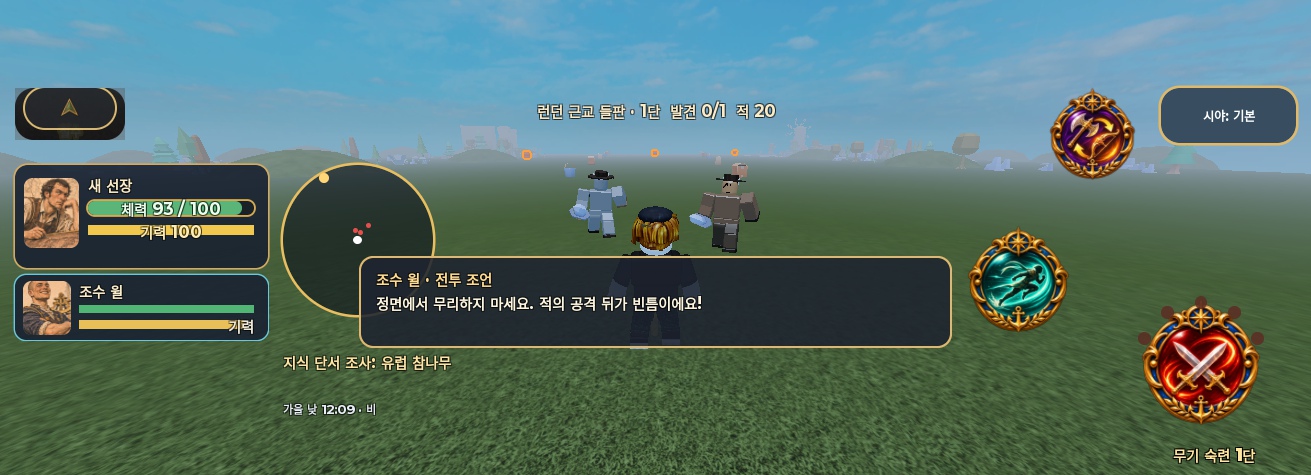 런던 근교 들판 · 1단 발견 0/1 적 20
시야: 기본
새 선장
체력 93 / 100
기력 100
조수 윌
기력
조수 윌 · 전투 조언
정면에서 무리하지 마세요. 적의 공격 뒤가 빈틈이에요!
지식 단서 조사: 유럽 참나무
가을 낮 12:09 · 비
무기 숙련 1단